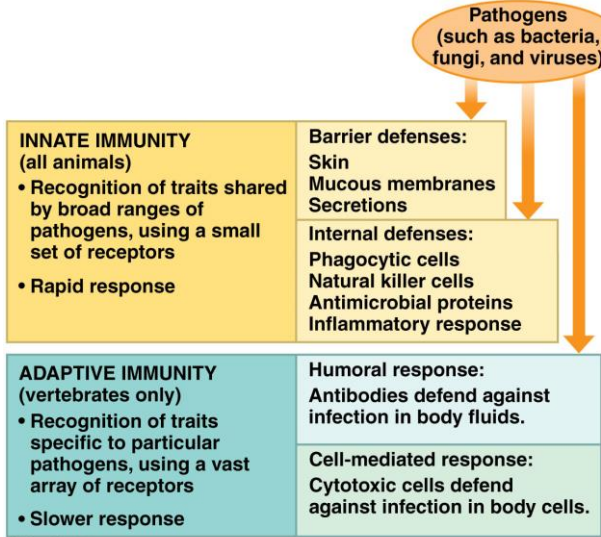 Pathogens
(such as bacteria,
fungi, and viruses)
INNATE IMMUNITY
(all animals)
• Recognition of traits shared
by broad ranges of
pathogens, using a small
set of receptors
• Rapid response
Barrier defenses:
Skin
Mucous membranes
Secretions
Internal defenses:
Phagocytic cells
Natural killer cells
Antimicrobial proteins
Inflammatory response
ADAPTIVE IMMUNITY
(vertebrates only)
• Recognition of traits
specific to particular
pathogens, using a vast
array of receptors
• Slower response
Humoral response:
Antibodies defend against
infection in body fluids.
Cell-mediated response:
Cytotoxic cells defend
against infection in body cells.